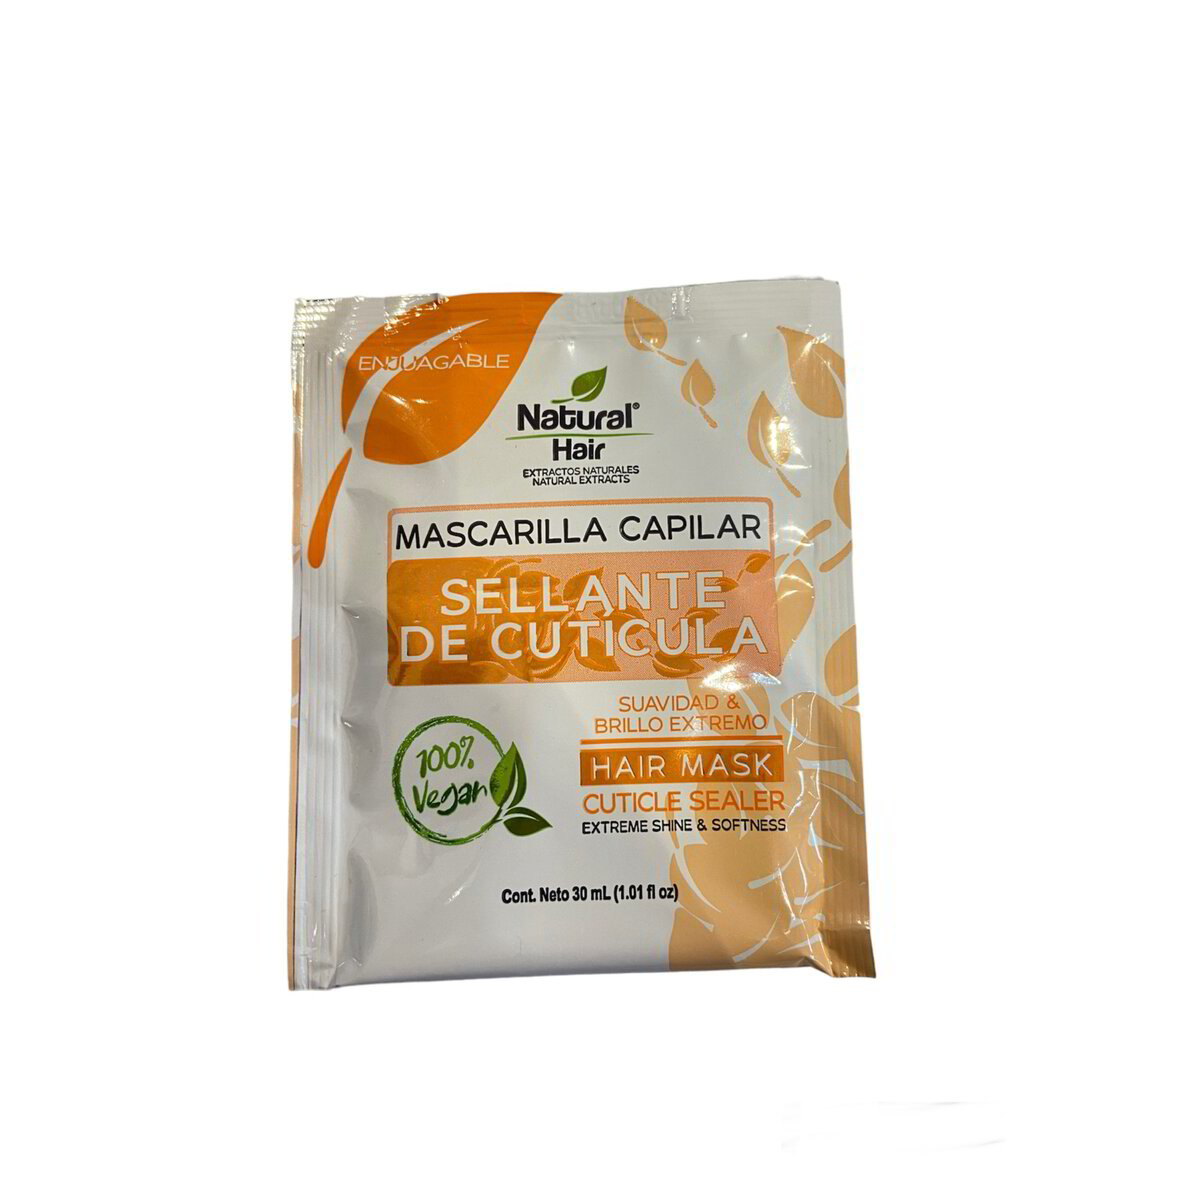 ENJUAGABLE
Natural®
Hair
EXTRACTOS NATURALES
NATURAL EXTRACTS
MASCARILLA CAPILAR
SELLANTE
DE CUTÍCULA
100%
Vegan
SUAVIDAD &
BRILLO EXTREMO
HAIR MASK
CUTICLE SEALER
EXTREME SHINE & SOFTNESS
Cont. Neto 30 mL (1.01 fl oz)